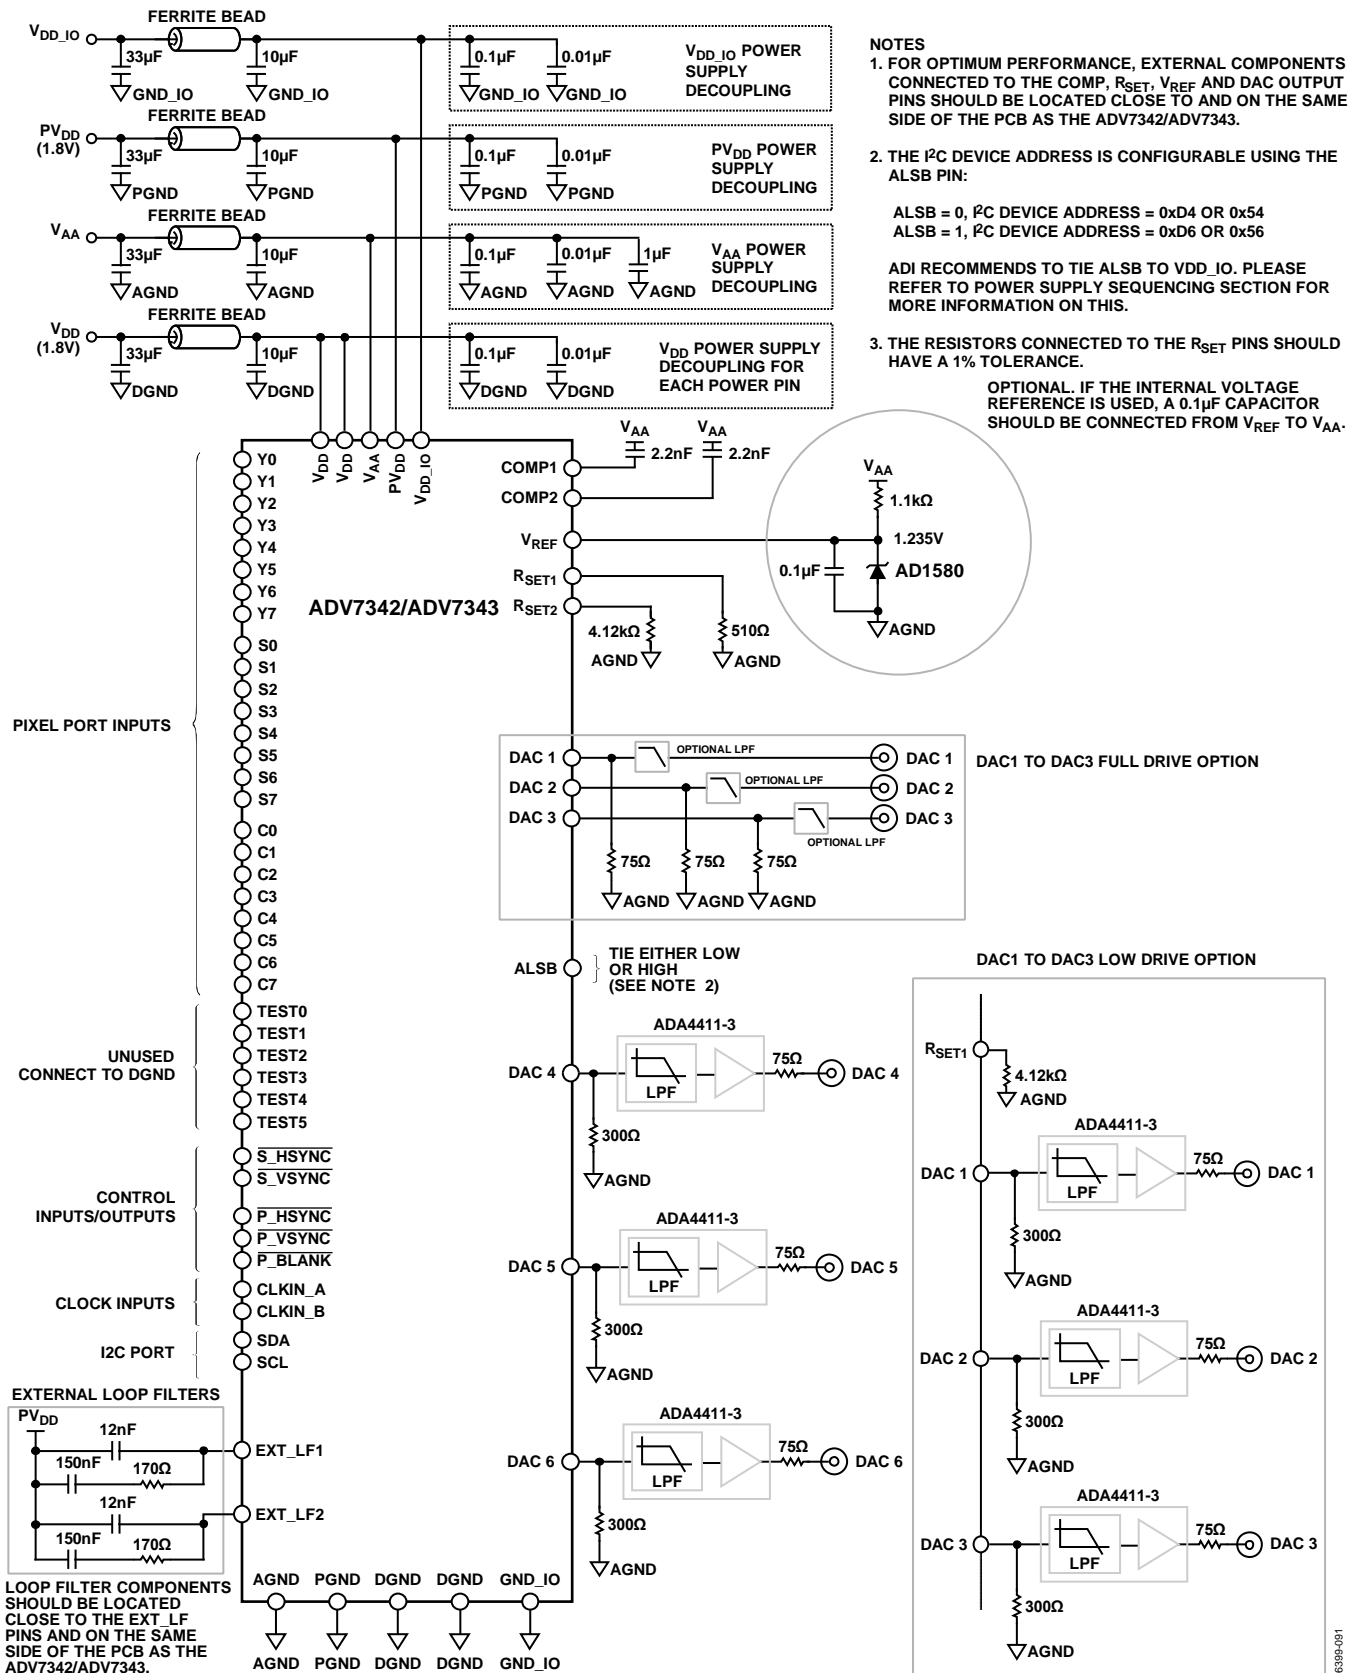 FERRITE BEAD
VDD_IO
33µF
10µF
0.1µF
0.01µF
GND_IO
GND_IO
GND_IO
GND_IO
VDD_IO POWER
SUPPLY
DECOUPLING
FERRITE BEAD
PVDD
(1.8V)
33µF
10µF
0.1µF
0.01µF
PGND
PGND
PGND
PGND
PVDD POWER
SUPPLY
DECOUPLING
FERRITE BEAD
VAA
33µF
10µF
0.1µF
0.01µF
1µF
AGND
AGND
AGND
AGND
AGND
VAA POWER
SUPPLY
DECOUPLING
FERRITE BEAD
VDD
(1.8V)
33µF
10µF
0.1µF
0.01µF
DGND
DGND
DGND
DGND
VDD POWER SUPPLY
DECOUPLING FOR
EACH POWER PIN
NOTES
1. FOR OPTIMUM PERFORMANCE, EXTERNAL COMPONENTS
CONNECTED TO THE COMP, RSET, VREF AND DAC OUTPUT
PINS SHOULD BE LOCATED CLOSE TO AND ON THE SAME
SIDE OF THE PCB AS THE ADV7342/ADV7343.
2. THE I2C DEVICE ADDRESS IS CONFIGURABLE USING THE
ALSB PIN:
ALSB = 0, I2C DEVICE ADDRESS = 0xD4 OR 0x54
ALSB = 1, I2C DEVICE ADDRESS = 0xD6 OR 0x56
ADI RECOMMENDS TO TIE ALSB TO VDD_IO. PLEASE
REFER TO POWER SUPPLY SEQUENCING SECTION FOR
MORE INFORMATION ON THIS.
3. THE RESISTORS CONNECTED TO THE RSET PINS SHOULD
HAVE A 1% TOLERANCE.
OPTIONAL. IF THE INTERNAL VOLTAGE
REFERENCE IS USED, A 0.1µF CAPACITOR
SHOULD BE CONNECTED FROM VREF TO VAA.
VDD
VDD
VAA
PVDD
VDD_IO
VAA
VAA
2.2nF
2.2nF
COMP1
COMP2
VREF
RSET1
RSET2
4.12kΩ
510Ω
AGND
AGND
VAA
1.1kΩ
1.235V
0.1µF
AD1580
AGND
ADV7342/ADV7343
PIXEL PORT INPUTS
Y0
Y1
Y2
Y3
Y4
Y5
Y6
Y7
S0
S1
S2
S3
S4
S5
S6
S7
C0
C1
C2
C3
C4
C5
C6
C7
UNUSED
CONNECT TO DGND
TEST0
TEST1
TEST2
TEST3
TEST4
TEST5
CONTROL
INPUTS/OUTPUTS
S_HSYNC
S_VSYNC
P_HSYNC
P_VSYNC
P_BLANK
CLOCK INPUTS
CLKIN_A
CLKIN_B
I2C PORT
SDA
SCL
EXTERNAL LOOP FILTERS
PVDD
12nF
150nF
170Ω
EXT_LF1
12nF
150nF
170Ω
EXT_LF2
LOOP FILTER COMPONENTS
SHOULD BE LOCATED
CLOSE TO THE EXT_LF
PINS AND ON THE SAME
SIDE OF THE PCB AS THE
ADV7342/ADV7343.
DAC 1
OPTIONAL LPF
DAC 1
DAC 2
OPTIONAL LPF
DAC 2
DAC 3
OPTIONAL LPF
DAC 3
75Ω
75Ω
75Ω
AGND
AGND
AGND
DAC1 TO DAC3 FULL DRIVE OPTION
ALSB
TIE EITHER LOW
OR HIGH
(SEE NOTE 2)
ADA4411-3
DAC 4
LPF
75Ω
DAC 4
300Ω
AGND
ADA4411-3
DAC 5
LPF
75Ω
DAC 5
300Ω
AGND
ADA4411-3
DAC 6
LPF
75Ω
DAC 6
300Ω
AGND
DAC1 TO DAC3 LOW DRIVE OPTION
RSET1
4.12kΩ
AGND
ADA4411-3
DAC 1
LPF
75Ω
DAC 1
300Ω
AGND
ADA4411-3
DAC 2
LPF
75Ω
DAC 2
300Ω
AGND
ADA4411-3
DAC 3
LPF
75Ω
DAC 3
300Ω
AGND
AGND
PGND
DGND
DGND
GND_IO
AGND
PGND
DGND
DGND
GND_IO
6399-091